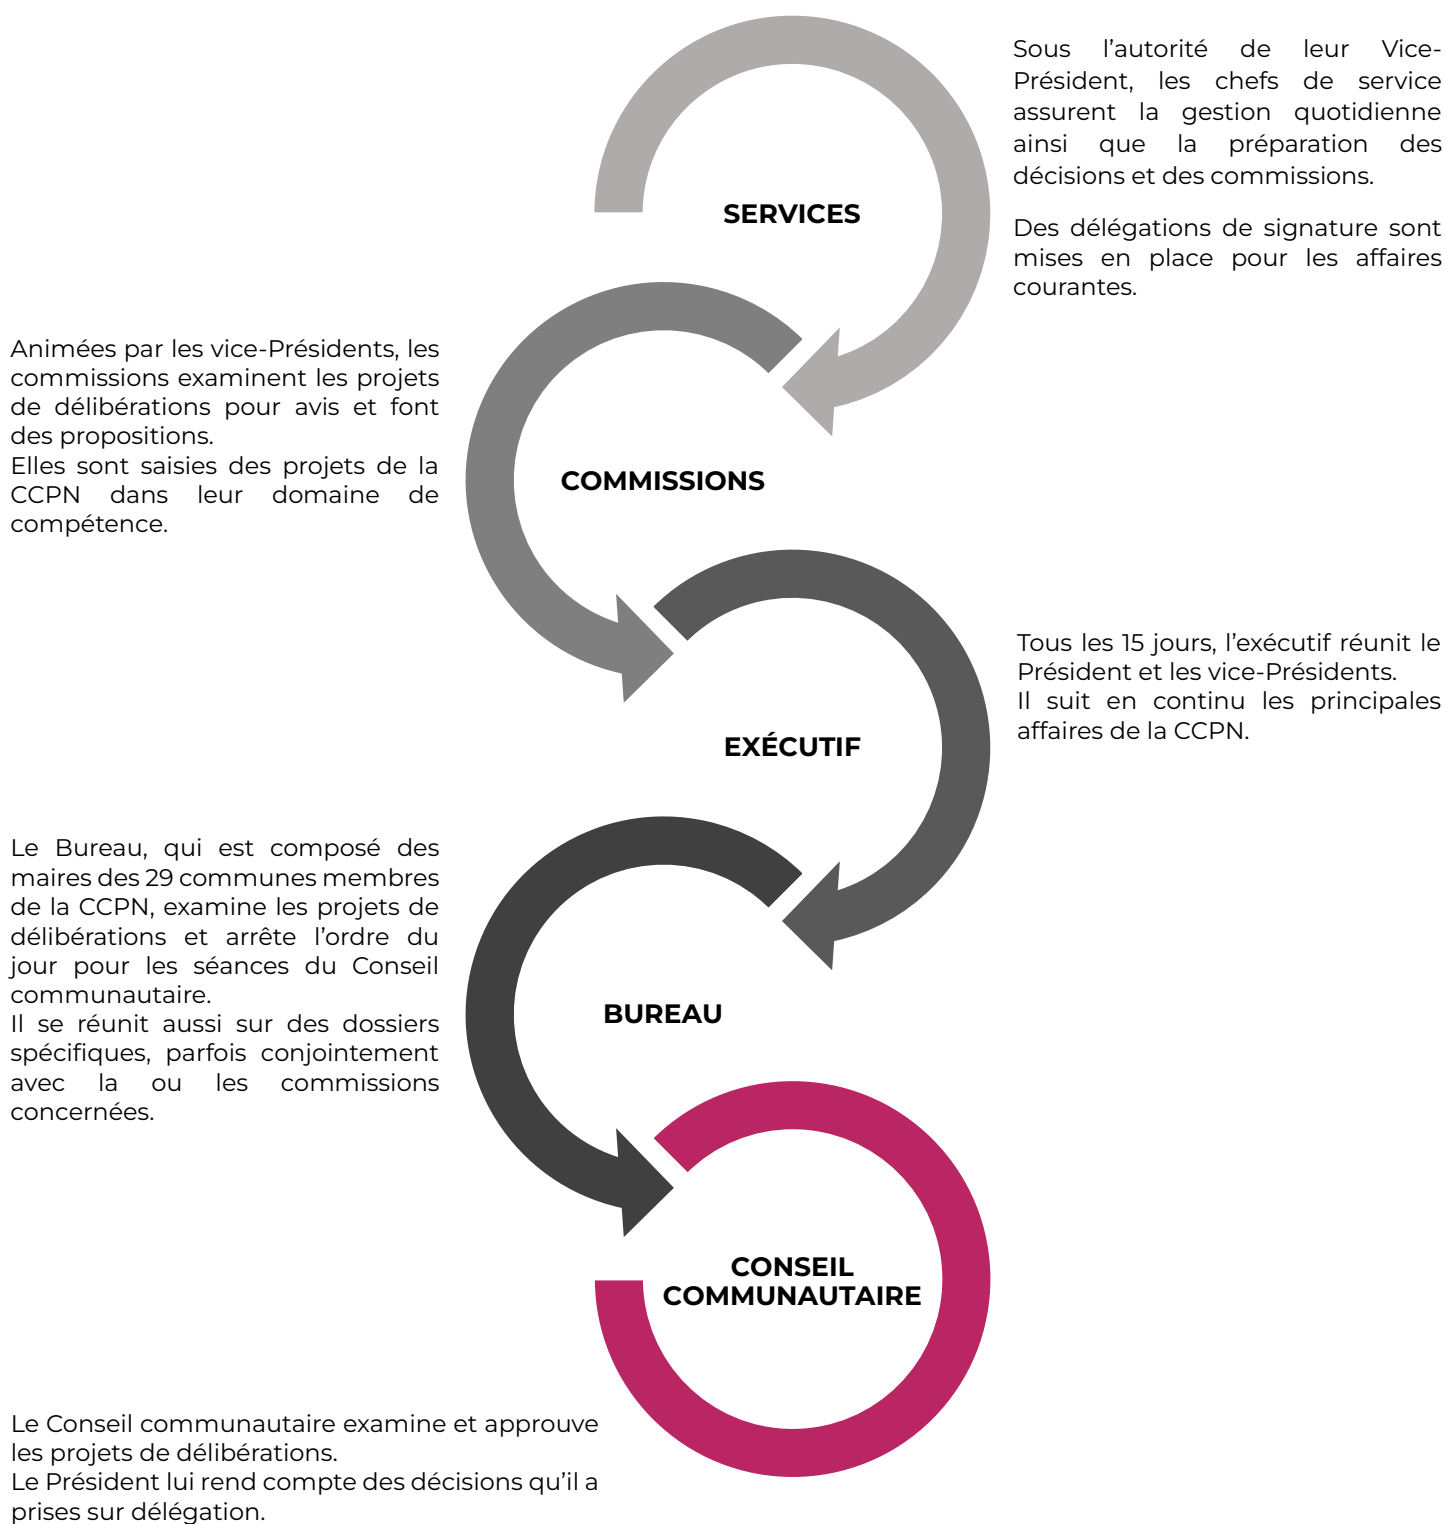 Sous l’autorité de leur Vice-
Président, les chefs de service
assurent la gestion quotidienne
ainsi que la préparation des
décisions et des commissions.
Des délégations de signature sont
mises en place pour les affaires
courantes.
SERVICES
Animées par les vice-Présidents, les
commissions examinent les projets
de délibérations pour avis et font
des propositions.
Elles sont saisies des projets de la
CCPN dans leur domaine de
compétence.
COMMISSIONS
Tous les 15 jours, l’exécutif réunit le
Président et les vice-Présidents.
Il suit en continu les principales
affaires de la CCPN.
EXÉCUTIF
Le Bureau, qui est composé des
maires des 29 communes membres
de la CCPN, examine les projets de
délibérations et arrête l’ordre du
jour pour les séances du Conseil
communautaire.
Il se réunit aussi sur des dossiers
spécifiques, parfois conjointement
avec la ou les commissions
concernées.
BUREAU
CONSEIL
COMMUNAUTAIRE
Le Conseil communautaire examine et approuve
les projets de délibérations.
Le Président lui rend compte des décisions qu’il a
prises sur délégation.